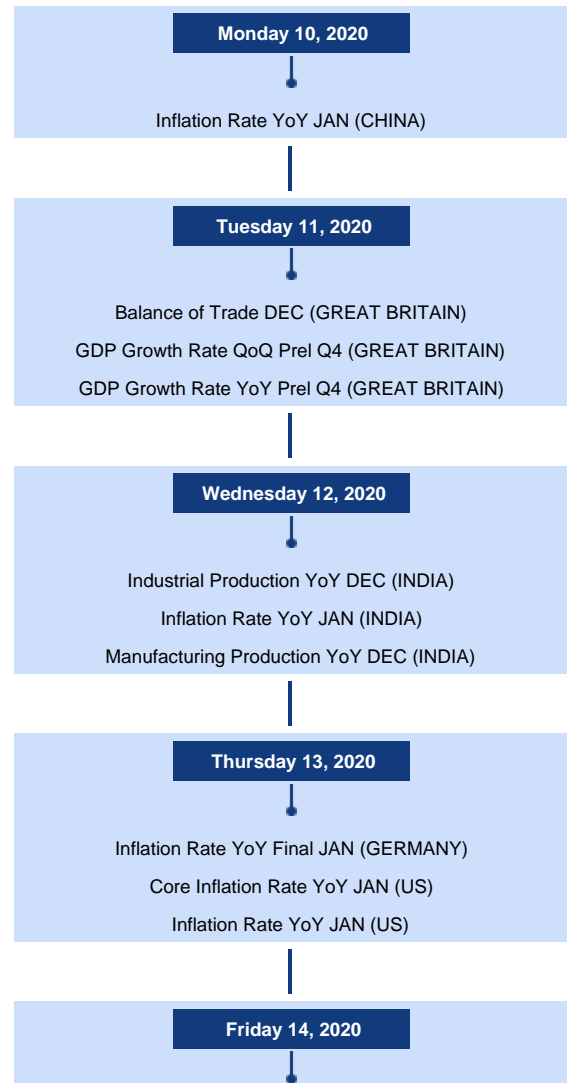 Monday 10, 2020
Inflation Rate YoY JAN (CHINA)
Tuesday 11, 2020
Balance of Trade DEC (GREAT BRITAIN)
GDP Growth Rate QoQ Prel Q4 (GREAT BRITAIN)
GDP Growth Rate YoY Prel Q4 (GREAT BRITAIN)
Wednesday 12, 2020
Industrial Production YoY DEC (INDIA)
Inflation Rate YoY JAN (INDIA)
Manufacturing Production YoY DEC (INDIA)
Thursday 13, 2020
Inflation Rate YoY Final JAN (GERMANY)
Core Inflation Rate YoY JAN (US)
Inflation Rate YoY JAN (US)
Friday 14, 2020